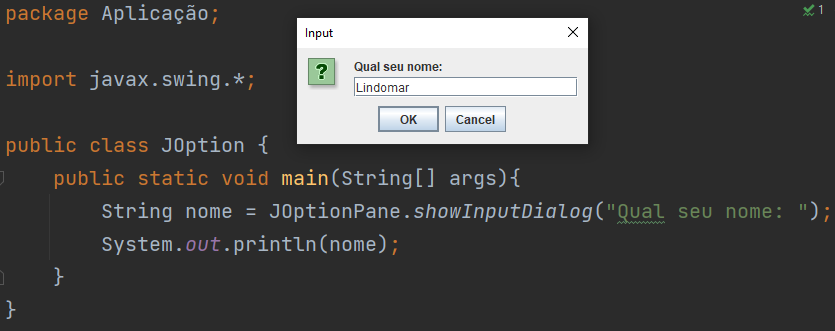 package Aplicação;
import javax.swing.*;
public class JOption {
public static void main(String[] args){
String nome = JOptionPane.showInputDialog("Qual seu nome: ");
System.out.println(nome);
}
}
Input
?
Qual seu nome:
Lindomar
OK Cancel
1